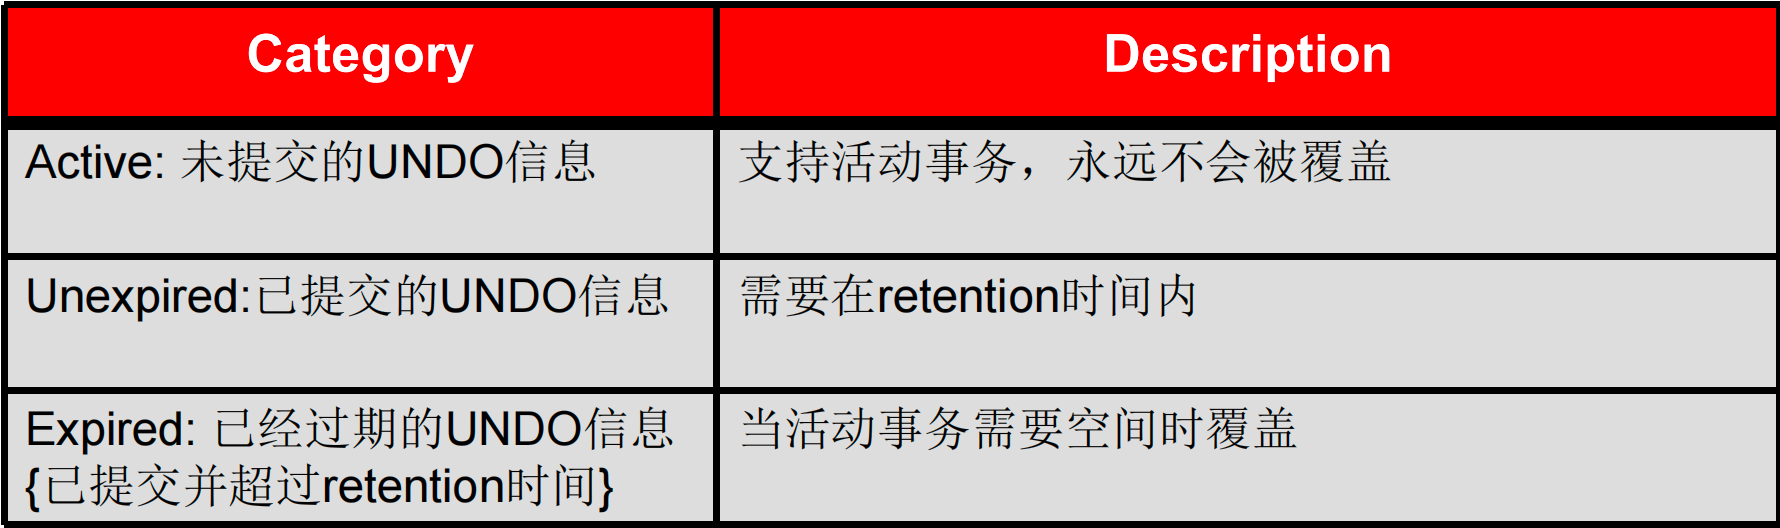 Category
Description
Active: 未提交的UNDO信息
支持活动事务，永远不会被覆盖
Unexpired:已提交的UNDO信息
需要在retention时间内
Expired: 已经过期的UNDO信息
{已提交并超过retention时间}
当活动事务需要空间时覆盖